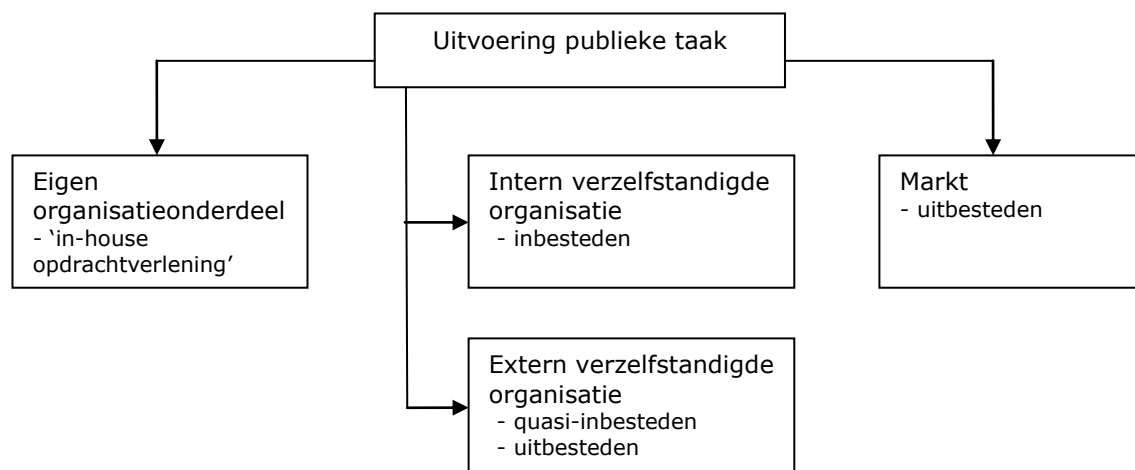 Uitvoering publieke taak
Eigen
organisatieonderdeel
- ‘in-house
opdrachtverlening’
Intern verzelfstandigde
organisatie
- inbesteden
Markt
- uitbesteden
Extern verzelfstandigde
organisatie
- quasi-inbesteden
- uitbesteden